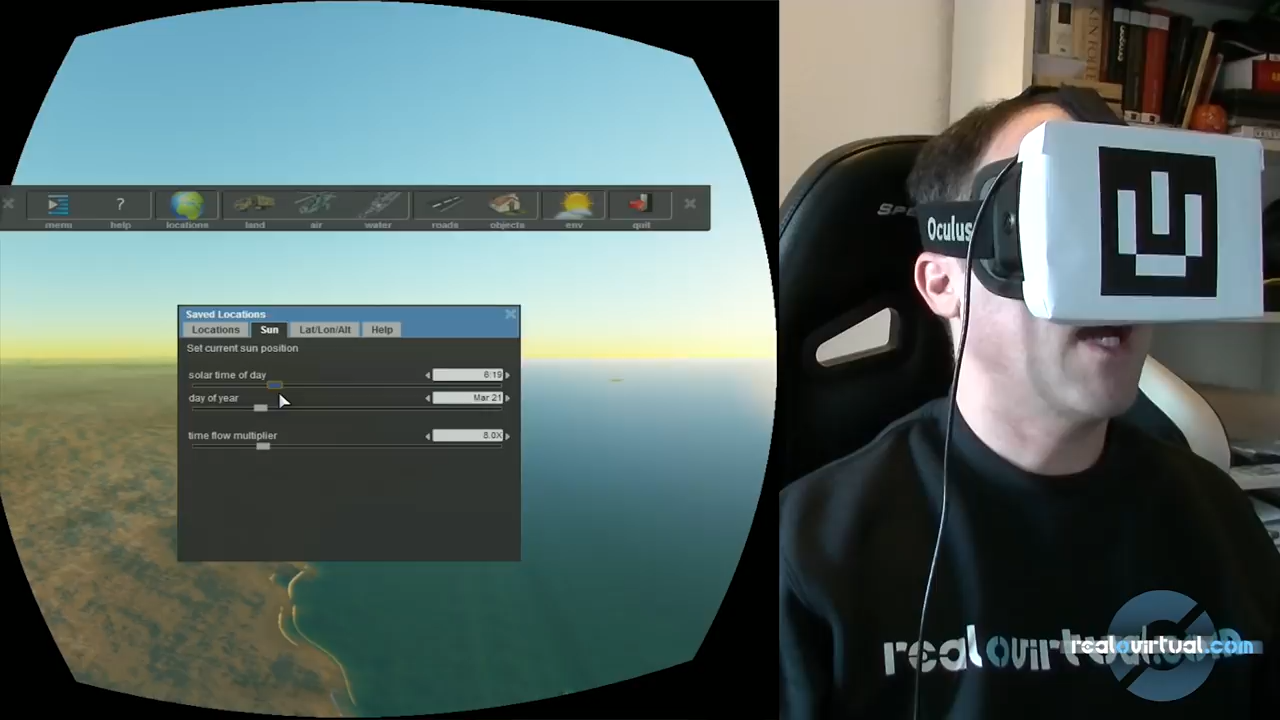 menu help locations land air water roads objects env quit
Saved Locations
Locations Sun Lat/Lon/Alt Help
Set current sun position
solar time of day 6:19
day of year Mar 21
time flow multiplier 8.0X
Oculus
realovirtual.com
realovirtual.com